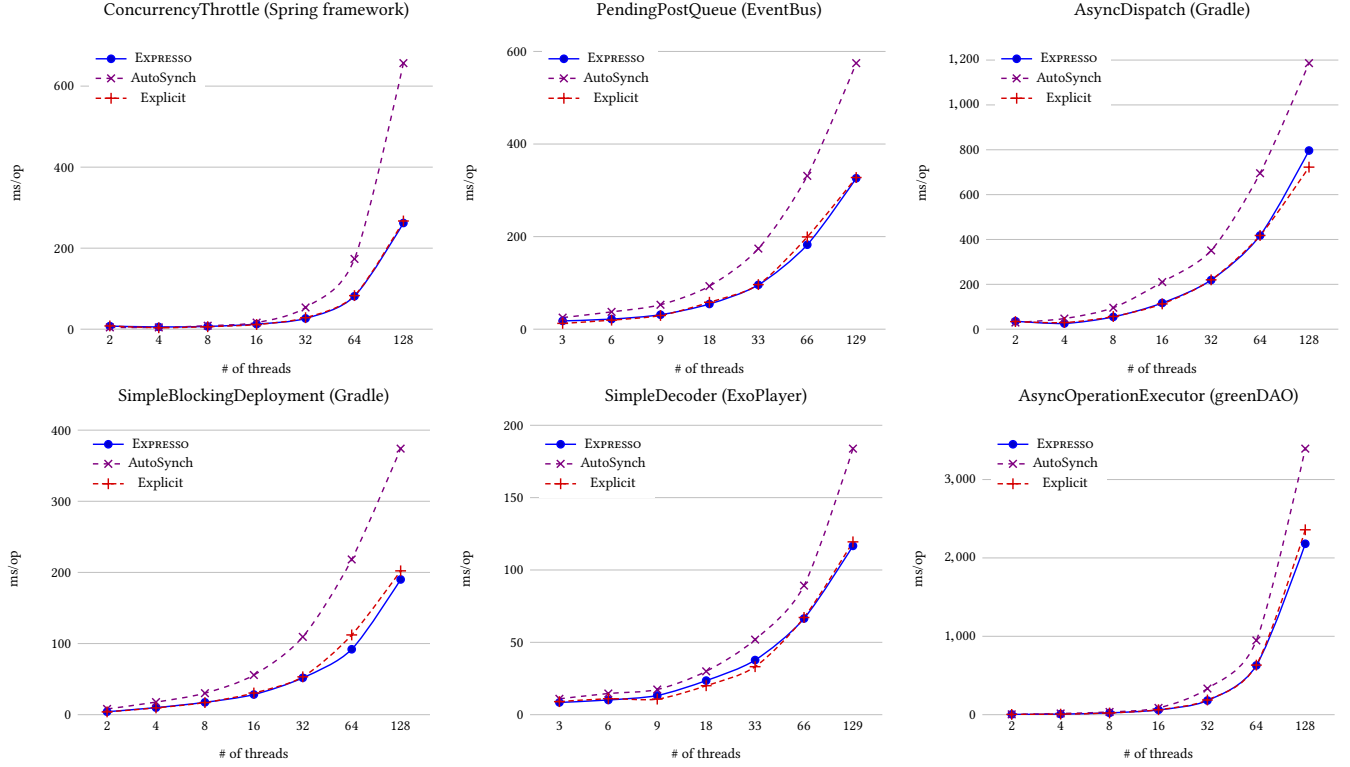 ConcurrencyThrottle (Spring framework)
EXPRESSO
AutoSynch
Explicit
600
400
200
0
ms/op
2 4 8 16 32 64 128
# of threads
PendingPostQueue (EventBus)
EXPRESSO
AutoSynch
Explicit
600
400
200
0
ms/op
3 6 9 18 33 66 129
# of threads
AsyncDispatch (Gradle)
EXPRESSO
AutoSynch
Explicit
1,200
1,000
800
600
400
200
0
ms/op
2 4 8 16 32 64 128
# of threads
SimpleBlockingDeployment (Gradle)
EXPRESSO
AutoSynch
Explicit
400
300
200
100
0
ms/op
2 4 8 16 32 64 128
# of threads
SimpleDecoder (ExoPlayer)
EXPRESSO
AutoSynch
Explicit
200
150
100
50
0
ms/op
3 6 9 18 33 66 129
# of threads
AsyncOperationExecutor (greenDAO)
EXPRESSO
AutoSynch
Explicit
3,000
2,000
1,000
0
ms/op
2 4 8 16 32 64 128
# of threads